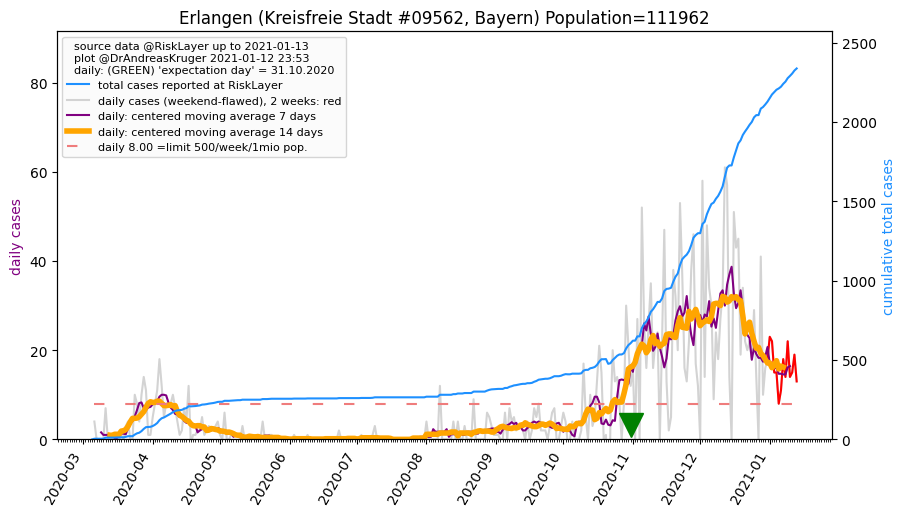 Erlangen (Kreisfreie Stadt #09562, Bayern) Population=111962
source data @RiskLayer up to 2021-01-13
plot @DrAndreasKruger 2021-01-12 23:53
daily: (GREEN) 'expectation day' = 31.10.2020
total cases reported at RiskLayer
daily cases (weekend-flawed), 2 weeks: red
daily: centered moving average 7 days
daily: centered moving average 14 days
daily 8.00 =limit 500/week/1mio pop.
daily cases
80
60
40
20
0
cumulative total cases
2500
2000
1500
1000
500
0
2020-03
2020-04
2020-05
2020-06
2020-07
2020-08
2020-09
2020-10
2020-11
2020-12
2021-01